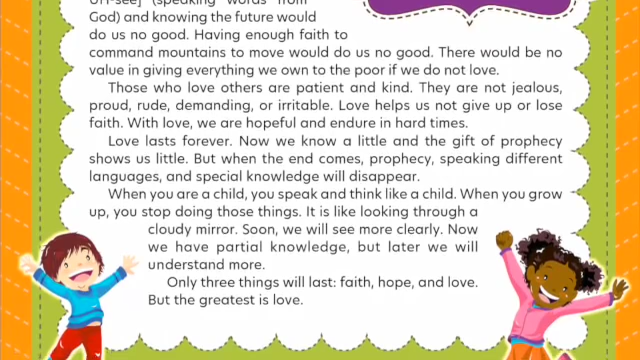 uh-see] (speaking words from
God) and knowing the future would
do us no good. Having enough faith to
command mountains to move would do us no good. There would be no
value in giving everything we own to the poor if we do not love.
Those who love others are patient and kind. They are not jealous,
proud, rude, demanding, or irritable. Love helps us not give up or lose
faith. With love, we are hopeful and endure in hard times.
Love lasts forever. Now we know a little and the gift of prophecy
shows us little. But when the end comes, prophecy, speaking different
languages, and special knowledge will disappear.
When you are a child, you speak and think like a child. When you grow
up, you stop doing those things. It is like looking through a
cloudy mirror. Soon, we will see more clearly. Now
we have partial knowledge, but later we will
understand more.
Only three things will last: faith, hope, and love.
But the greatest is love.